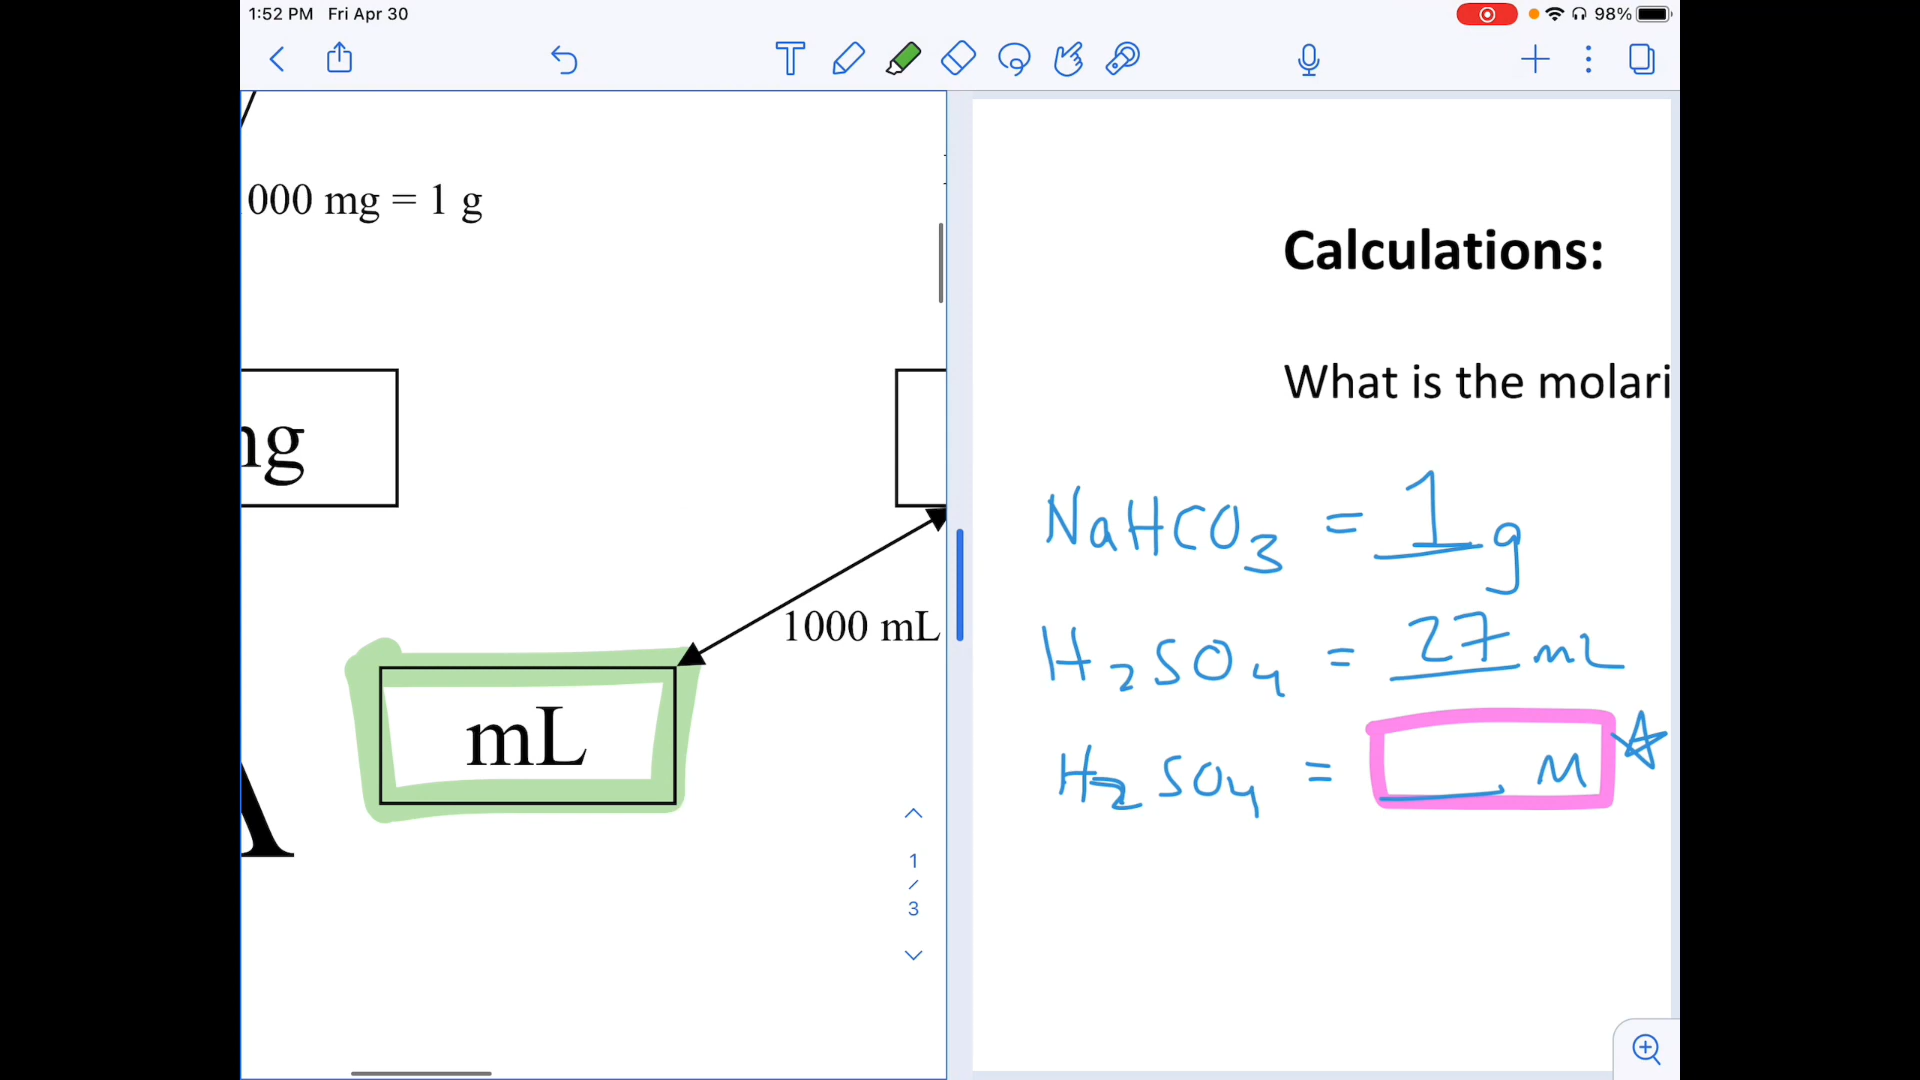 1:52 PM Fri Apr 30
98%
000 mg = 1 g
mL
1000 mL
1
/
3
Calculations:
What is the molari
NaHCO3 = 1 g
H2SO4 = 27 mL
H2SO4 = ___ M